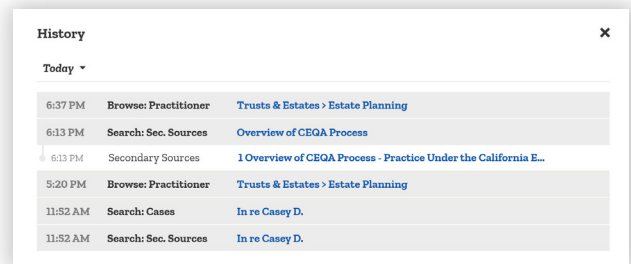 History
Today
6:37 PM Browse: Practitioner Trusts & Estates > Estate Planning
6:13 PM Search: Sec. Sources Overview of CEQA Process
6:13 PM Secondary Sources 1 Overview of CEQA Process - Practice Under the California E...
5:20 PM Browse: Practitioner Trusts & Estates > Estate Planning
11:52 AM Search: Cases In re Casey D.
11:52 AM Search: Sec. Sources In re Casey D.